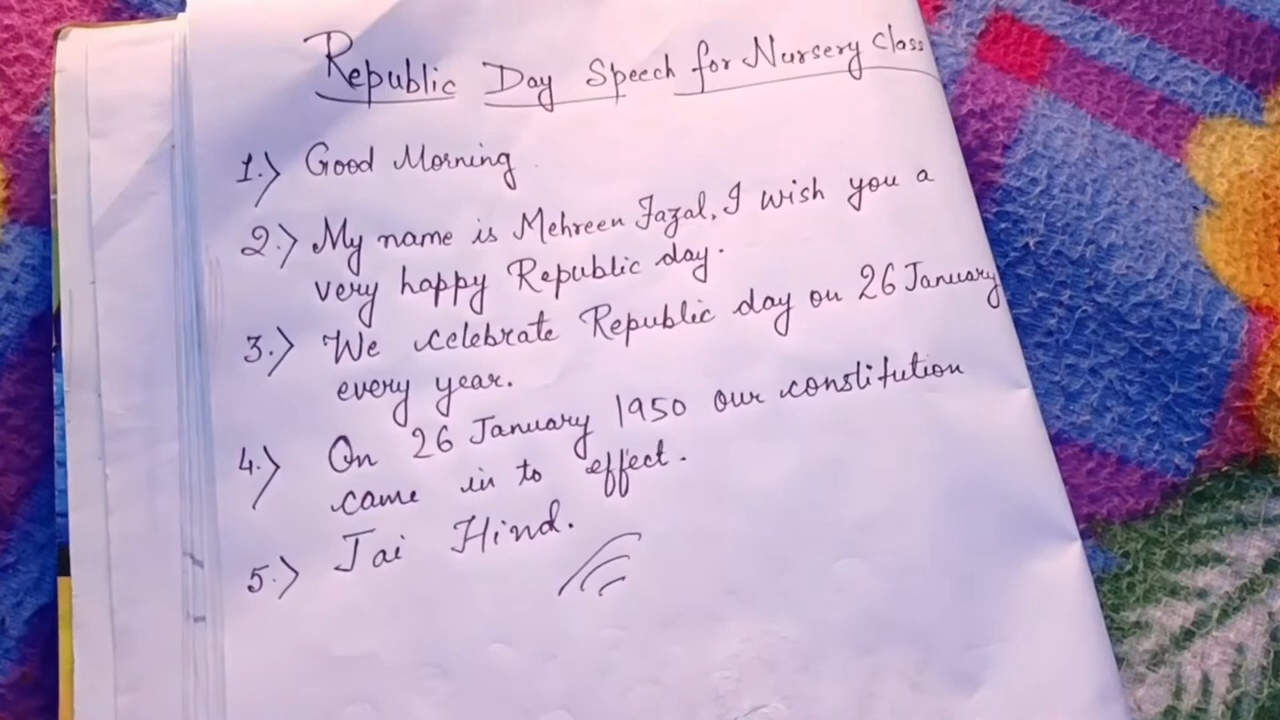 Republic Day Speech for Nursery Class
1.) Good Morning
2.) My name is Mehreen Fazal, I wish you a
very happy Republic day.
3.) We celebrate Republic day on 26 January
every year.
4.) On 26 January 1950 our constitution
came in to effect.
5.) Jai Hind.